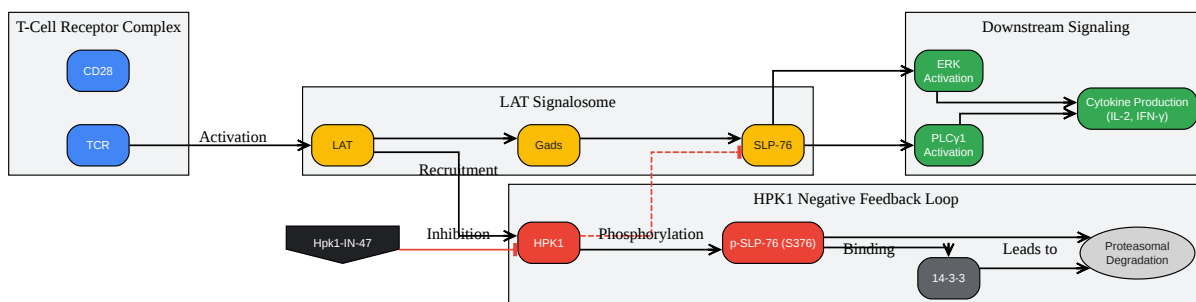 T-Cell Receptor Complex
CD28
TCR
Activation
LAT Signalosome
LAT
Gads
SLP-76
Recruitment
Downstream Signaling
ERK
Activation
PLCγ1
Activation
Cytokine Production
(IL-2, IFN-γ)
HPK1 Negative Feedback Loop
Hpk1-IN-47
Inhibition
HPK1
Phosphorylation
p-SLP-76 (S376)
Binding
14-3-3
Leads to
Proteasomal
Degradation